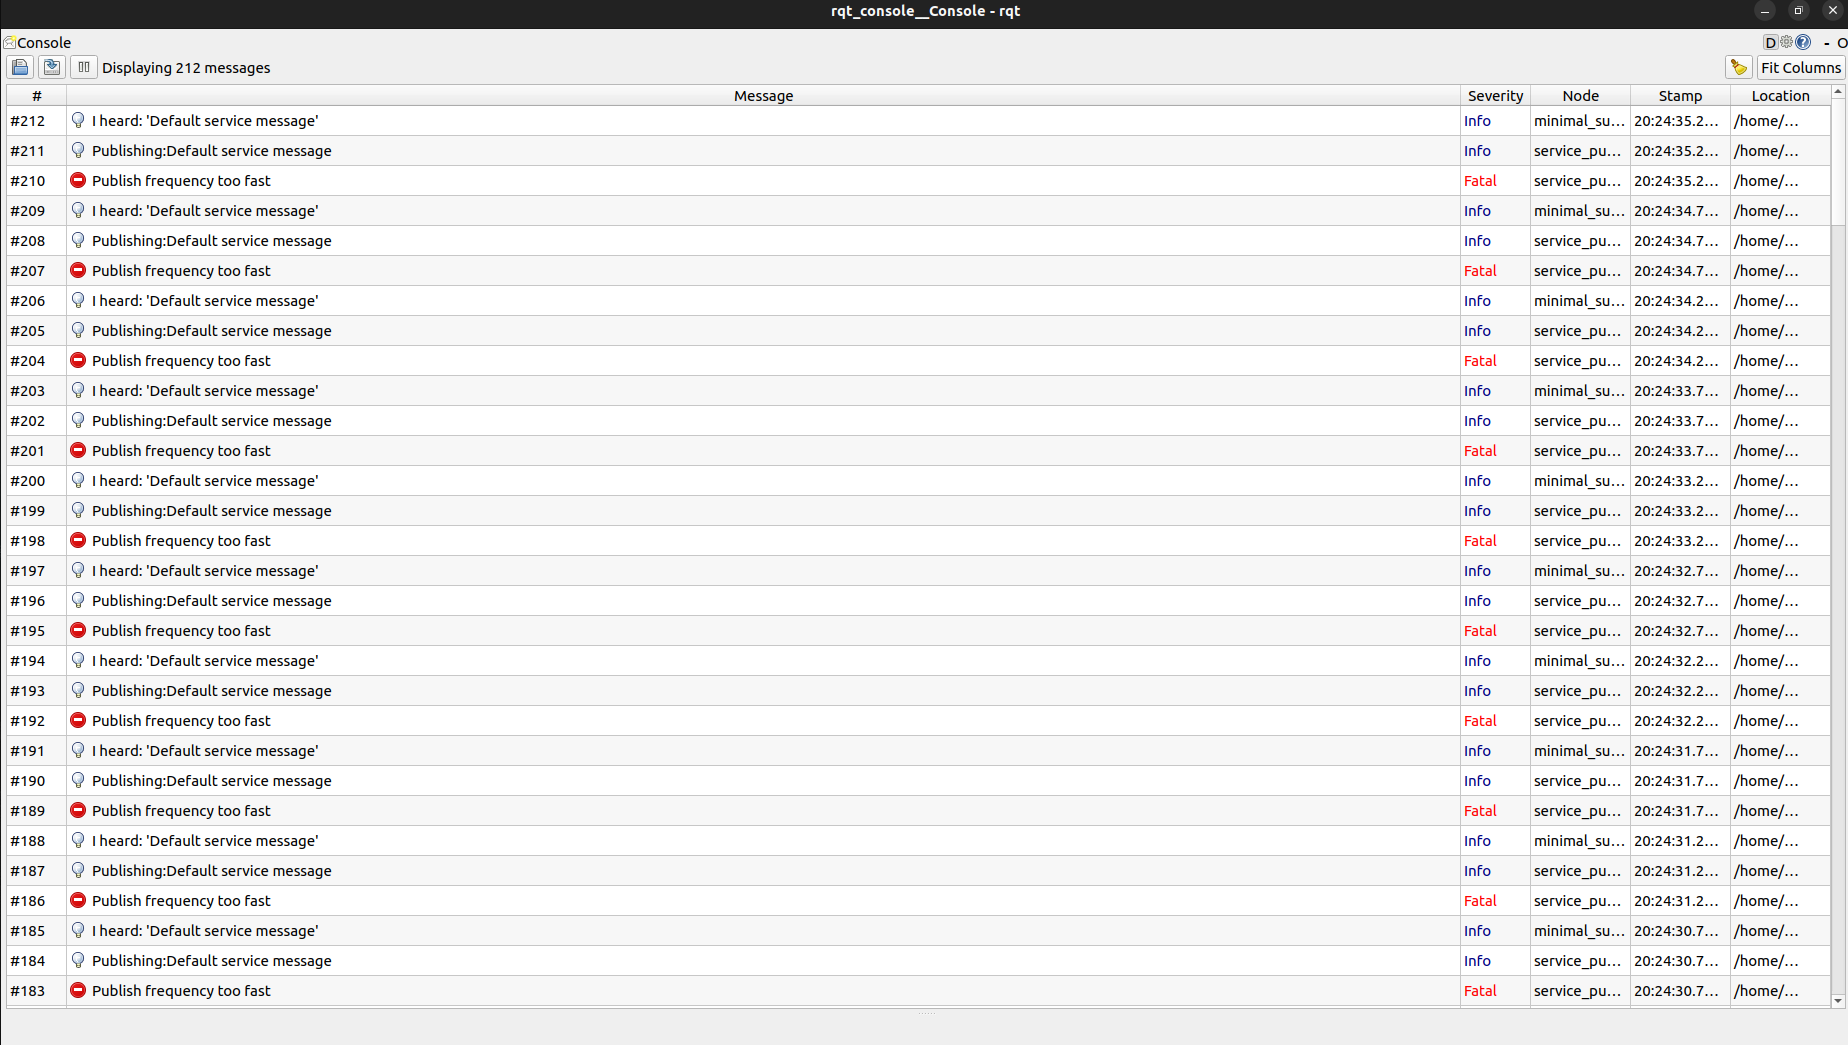 rqt_console__Console - rqt
Console
D ? - O
Displaying 212 messages Fit Columns
# Message Severity Node Stamp Location
#212 I heard: 'Default service message' Info minimal_su... 20:24:35.2... /home/...
#211 Publishing:Default service message Info service_pu... 20:24:35.2... /home/...
#210 Publish frequency too fast Fatal service_pu... 20:24:35.2... /home/...
#209 I heard: 'Default service message' Info minimal_su... 20:24:34.7... /home/...
#208 Publishing:Default service message Info service_pu... 20:24:34.7... /home/...
#207 Publish frequency too fast Fatal service_pu... 20:24:34.7... /home/...
#206 I heard: 'Default service message' Info minimal_su... 20:24:34.2... /home/...
#205 Publishing:Default service message Info service_pu... 20:24:34.2... /home/...
#204 Publish frequency too fast Fatal service_pu... 20:24:34.2... /home/...
#203 I heard: 'Default service message' Info minimal_su... 20:24:33.7... /home/...
#202 Publishing:Default service message Info service_pu... 20:24:33.7... /home/...
#201 Publish frequency too fast Fatal service_pu... 20:24:33.7... /home/...
#200 I heard: 'Default service message' Info minimal_su... 20:24:33.2... /home/...
#199 Publishing:Default service message Info service_pu... 20:24:33.2... /home/...
#198 Publish frequency too fast Fatal service_pu... 20:24:33.2... /home/...
#197 I heard: 'Default service message' Info minimal_su... 20:24:32.7... /home/...
#196 Publishing:Default service message Info service_pu... 20:24:32.7... /home/...
#195 Publish frequency too fast Fatal service_pu... 20:24:32.7... /home/...
#194 I heard: 'Default service message' Info minimal_su... 20:24:32.2... /home/...
#193 Publishing:Default service message Info service_pu... 20:24:32.2... /home/...
#192 Publish frequency too fast Fatal service_pu... 20:24:32.2... /home/...
#191 I heard: 'Default service message' Info minimal_su... 20:24:31.7... /home/...
#190 Publishing:Default service message Info service_pu... 20:24:31.7... /home/...
#189 Publish frequency too fast Fatal service_pu... 20:24:31.7... /home/...
#188 I heard: 'Default service message' Info minimal_su... 20:24:31.2... /home/...
#187 Publishing:Default service message Info service_pu... 20:24:31.2... /home/...
#186 Publish frequency too fast Fatal service_pu... 20:24:31.2... /home/...
#185 I heard: 'Default service message' Info minimal_su... 20:24:30.7... /home/...
#184 Publishing:Default service message Info service_pu... 20:24:30.7... /home/...
#183 Publish frequency too fast Fatal service_pu... 20:24:30.7... /home/...